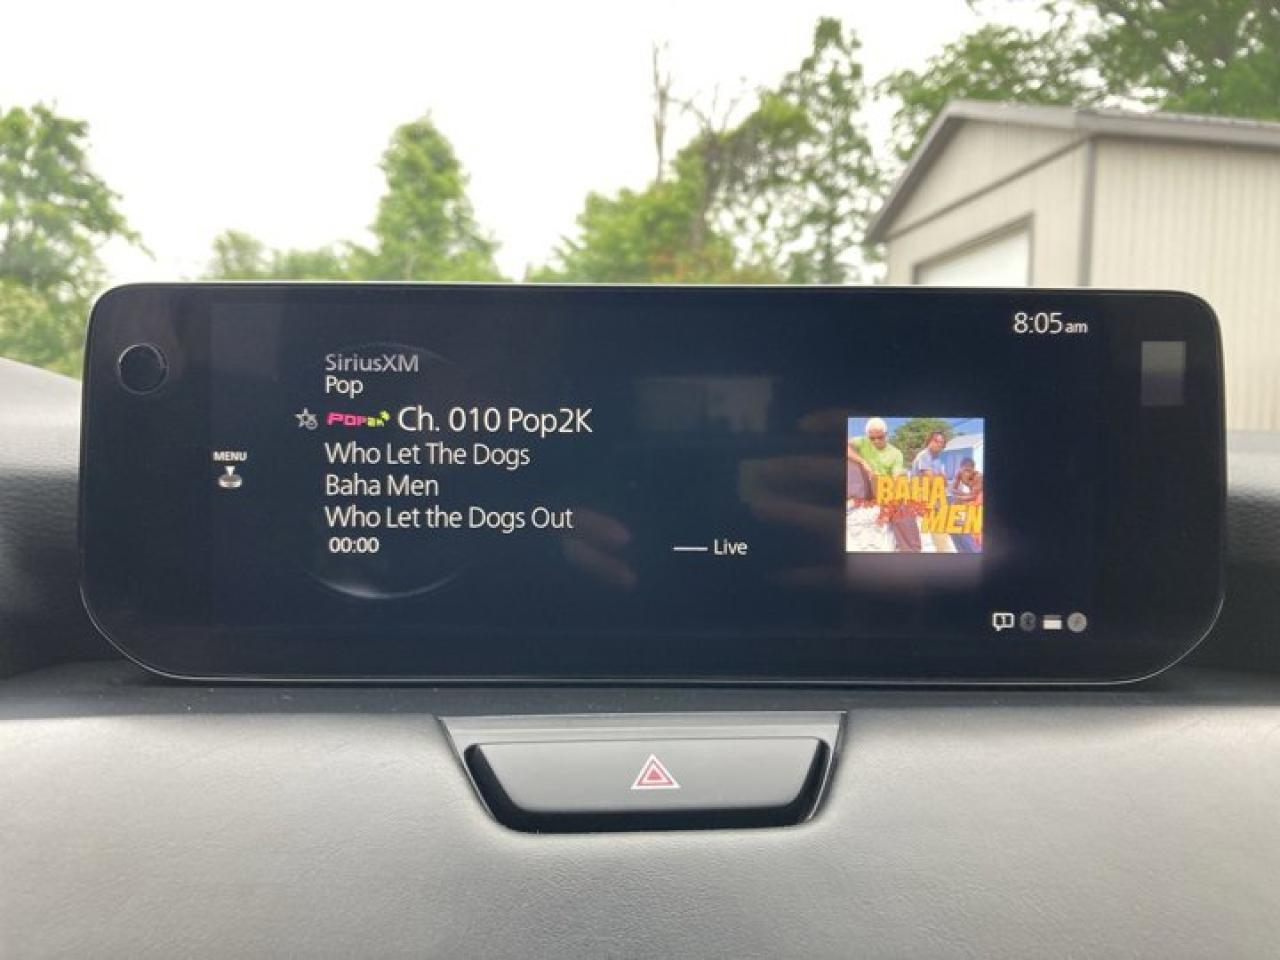 8:05am
SiriusXM
Pop
POP2K Ch. 010 Pop2K
MENU
Who Let The Dogs
Baha Men
Who Let the Dogs Out
00:00
Live
BAHA
MEN